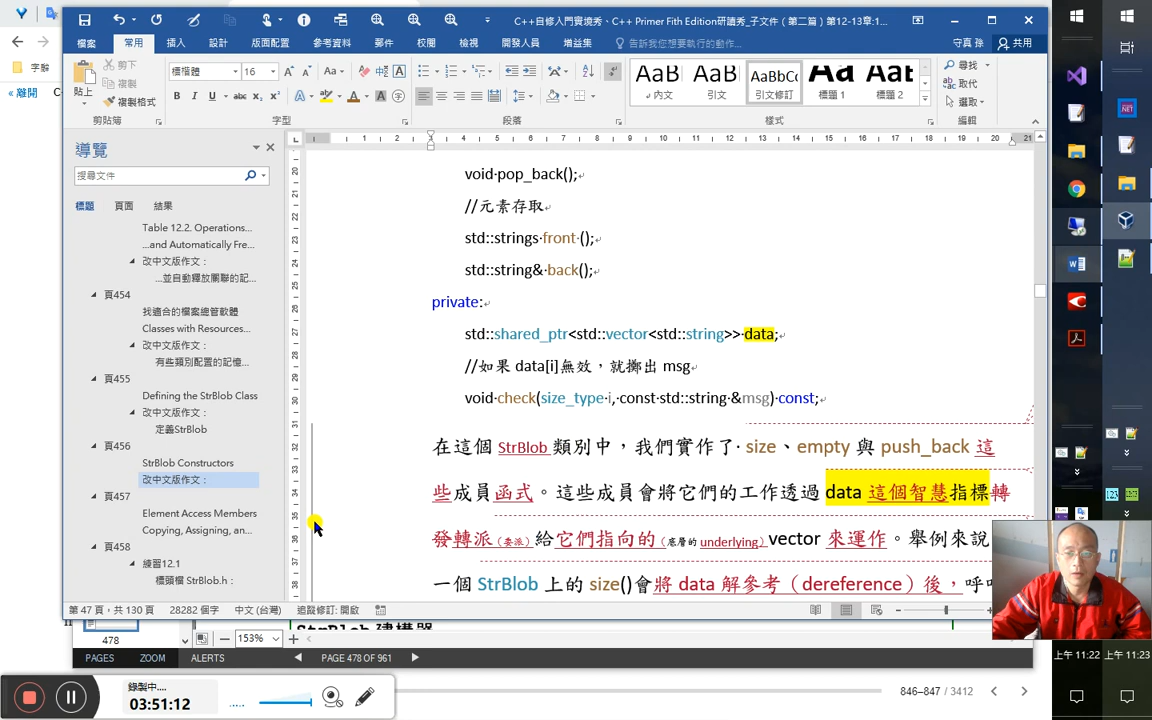 C++自修入門實境秀、C++ Primer Fith Edition研讀秀_子文件（第二篇）第12-13章:1...
檔案 常用 插入 設計 版面配置 參考資料 郵件 校閱 檢視 開發人員 增益集 告訴我您想要執行的動作... 守真 孫 共用
字齡
« 離開
貼上
剪下
複製
複製格式
剪貼簿
楷體 16
字型
段落
AaBbC AaBbC AaBbCc AaB AaBl
內文 引文 引文修訂 標題 1 標題 2
樣式
尋找
取代
選取
編輯
導覽
搜尋文件
標題 頁面 結果
Table 12.2. Operations...
...and Automatically Fre...
改中文版作文：
...並自動釋放關聯的記...
頁454
找適合的檔案總管軟體
Classes with Resources...
改中文版作文：
有些類別配置的記憶...
頁455
Defining the StrBlob Class
改中文版作文：
定義StrBlob
頁456
StrBlob Constructors
改中文版作文：
頁457
Element Access Members
Copying, Assigning, an...
頁458
練習12.1
標頭檔 StrBlob.h：
void pop_back();
//元素存取
std::strings front ();
std::string& back();
private:
std::shared_ptr<std::vector<std::string>> data;
//如果 data[i]無效，就擲出 msg
void check(size_type i, const std::string &msg) const;
在這個 StrBlob 類別中，我們實作了 size、empty 與 push_back 這
些成員函式。這些成員會將它們的工作透過 data 這個智慧指標轉
發轉派（委派）給它們指向的（底層的 underlying）vector 來運作。舉例來說
一個 StrBlob 上的 size()會將 data 解參考（dereference）後，呼
第 47 頁，共 130 頁 28282 個字 中文 (台灣) 追蹤修訂: 開啟
478
153%
PAGES ZOOM ALERTS PAGE 478 OF 961
錄製中....
03:51:12
846–847 / 3412
上午 11:22 上午 11:23